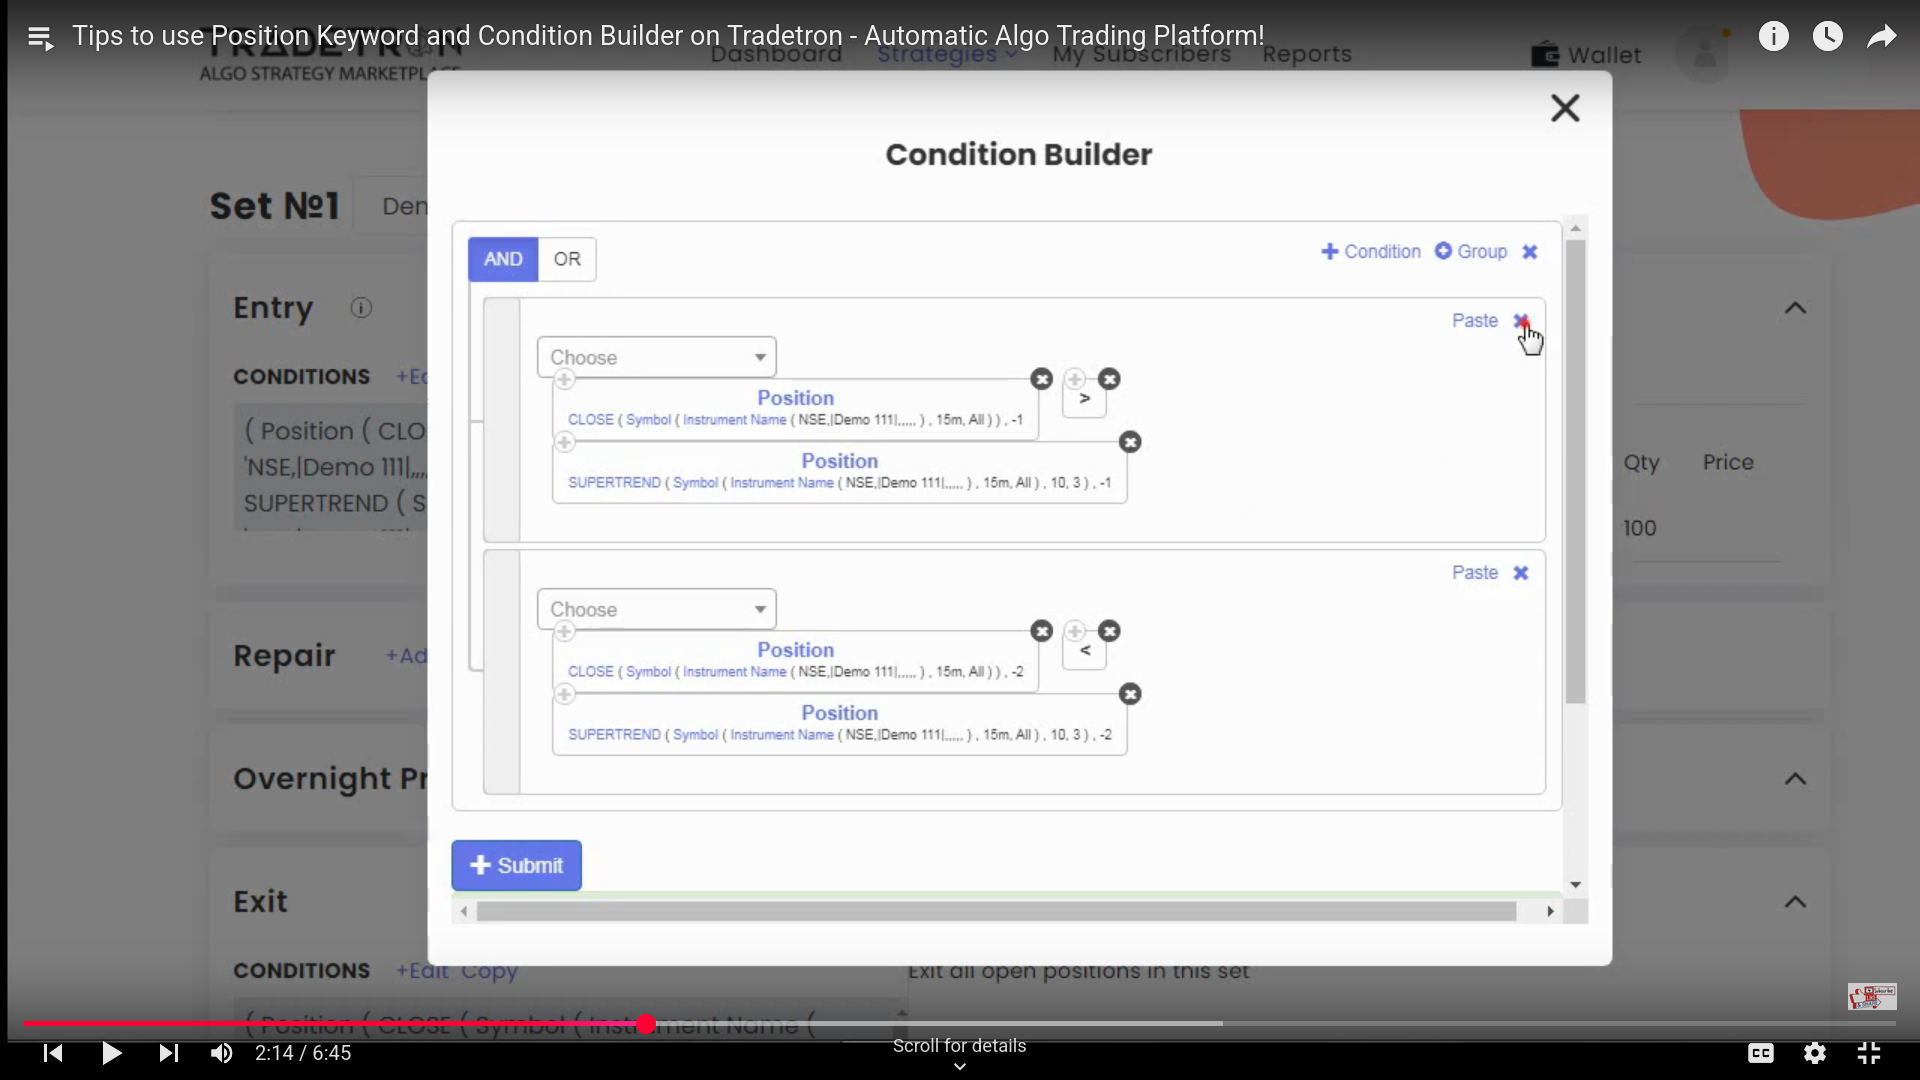 Tips to use Position Keyword and Condition Builder on Tradetron - Automatic Algo Trading Platform!
TRADETRON
ALGO STRATEGY MARKETPLACE
Dashboard Strategies My Subscribers Reports Wallet
Condition Builder
Set №1
AND OR
+ Condition Group
Entry
Paste
Choose
CONDITIONS
Position >
CLOSE ( Symbol ( Instrument Name ( NSE,|Demo 111|,,,,, ) , 15m, All ) ) , -1
( Position ( CLO
'NSE,|Demo 111|,,,,
SUPERTREND ( S
Position
SUPERTREND ( Symbol ( Instrument Name ( NSE,|Demo 111|,,,,, ) , 15m, All ) , 10, 3 ) , -1
Qty Price
100
Paste
Choose
Position <
CLOSE ( Symbol ( Instrument Name ( NSE,|Demo 111|,,,,, ) , 15m, All ) ) , -2
Repair
Position
SUPERTREND ( Symbol ( Instrument Name ( NSE,|Demo 111|,,,,, ) , 15m, All ) , 10, 3 ) , -2
Overnight Pr
+ Submit
Exit
CONDITIONS +Edit Copy
Exit all open positions in this set
( Position ( CLOSE ( Symbol ( Instrument Name (
2:14 / 6:45
Scroll for details
CC